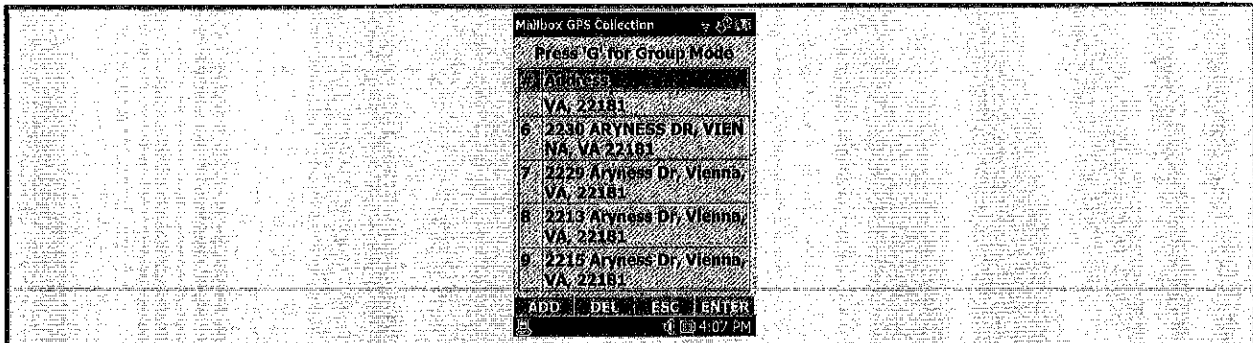 Mailbox GPS Collection
Press 'G' for Group Mode
# Address
VA, 22181
6 2230 ARYNESS DR, VIEN
NA, VA 22181
7 2229 Aryness Dr, Vienna,
VA, 22181
8 2213 Aryness Dr, Vienna,
VA, 22181
9 2215 Aryness Dr, Vienna,
VA, 22181
ADD DEL ESC ENTER
4:07 PM